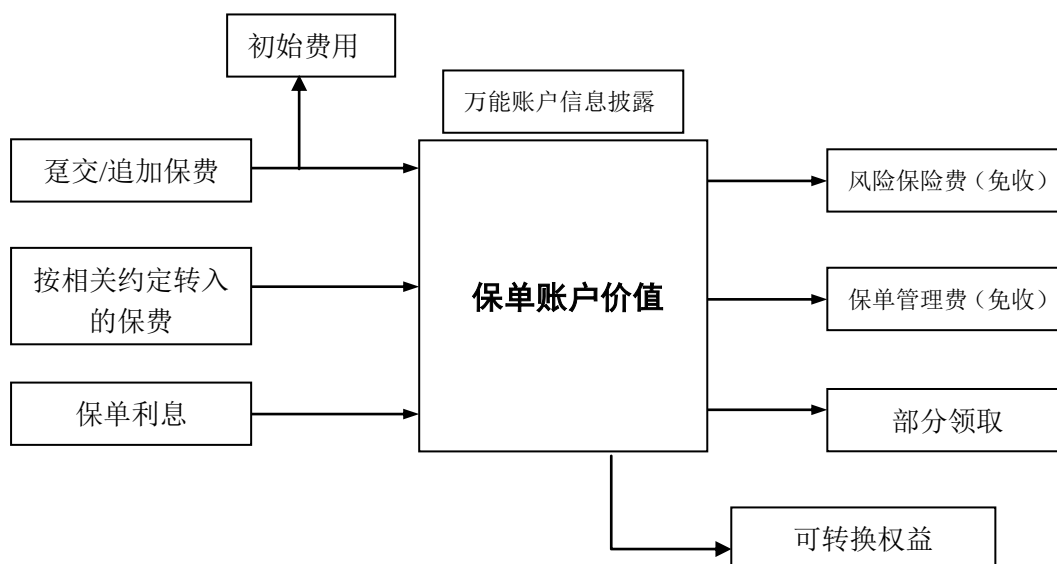 初始费用
万能账户信息披露
趸交/追加保费
风险保险费（免收）
按相关约定转入
的保费
保单账户价值
保单管理费（免收）
保单利息
部分领取
可转换权益